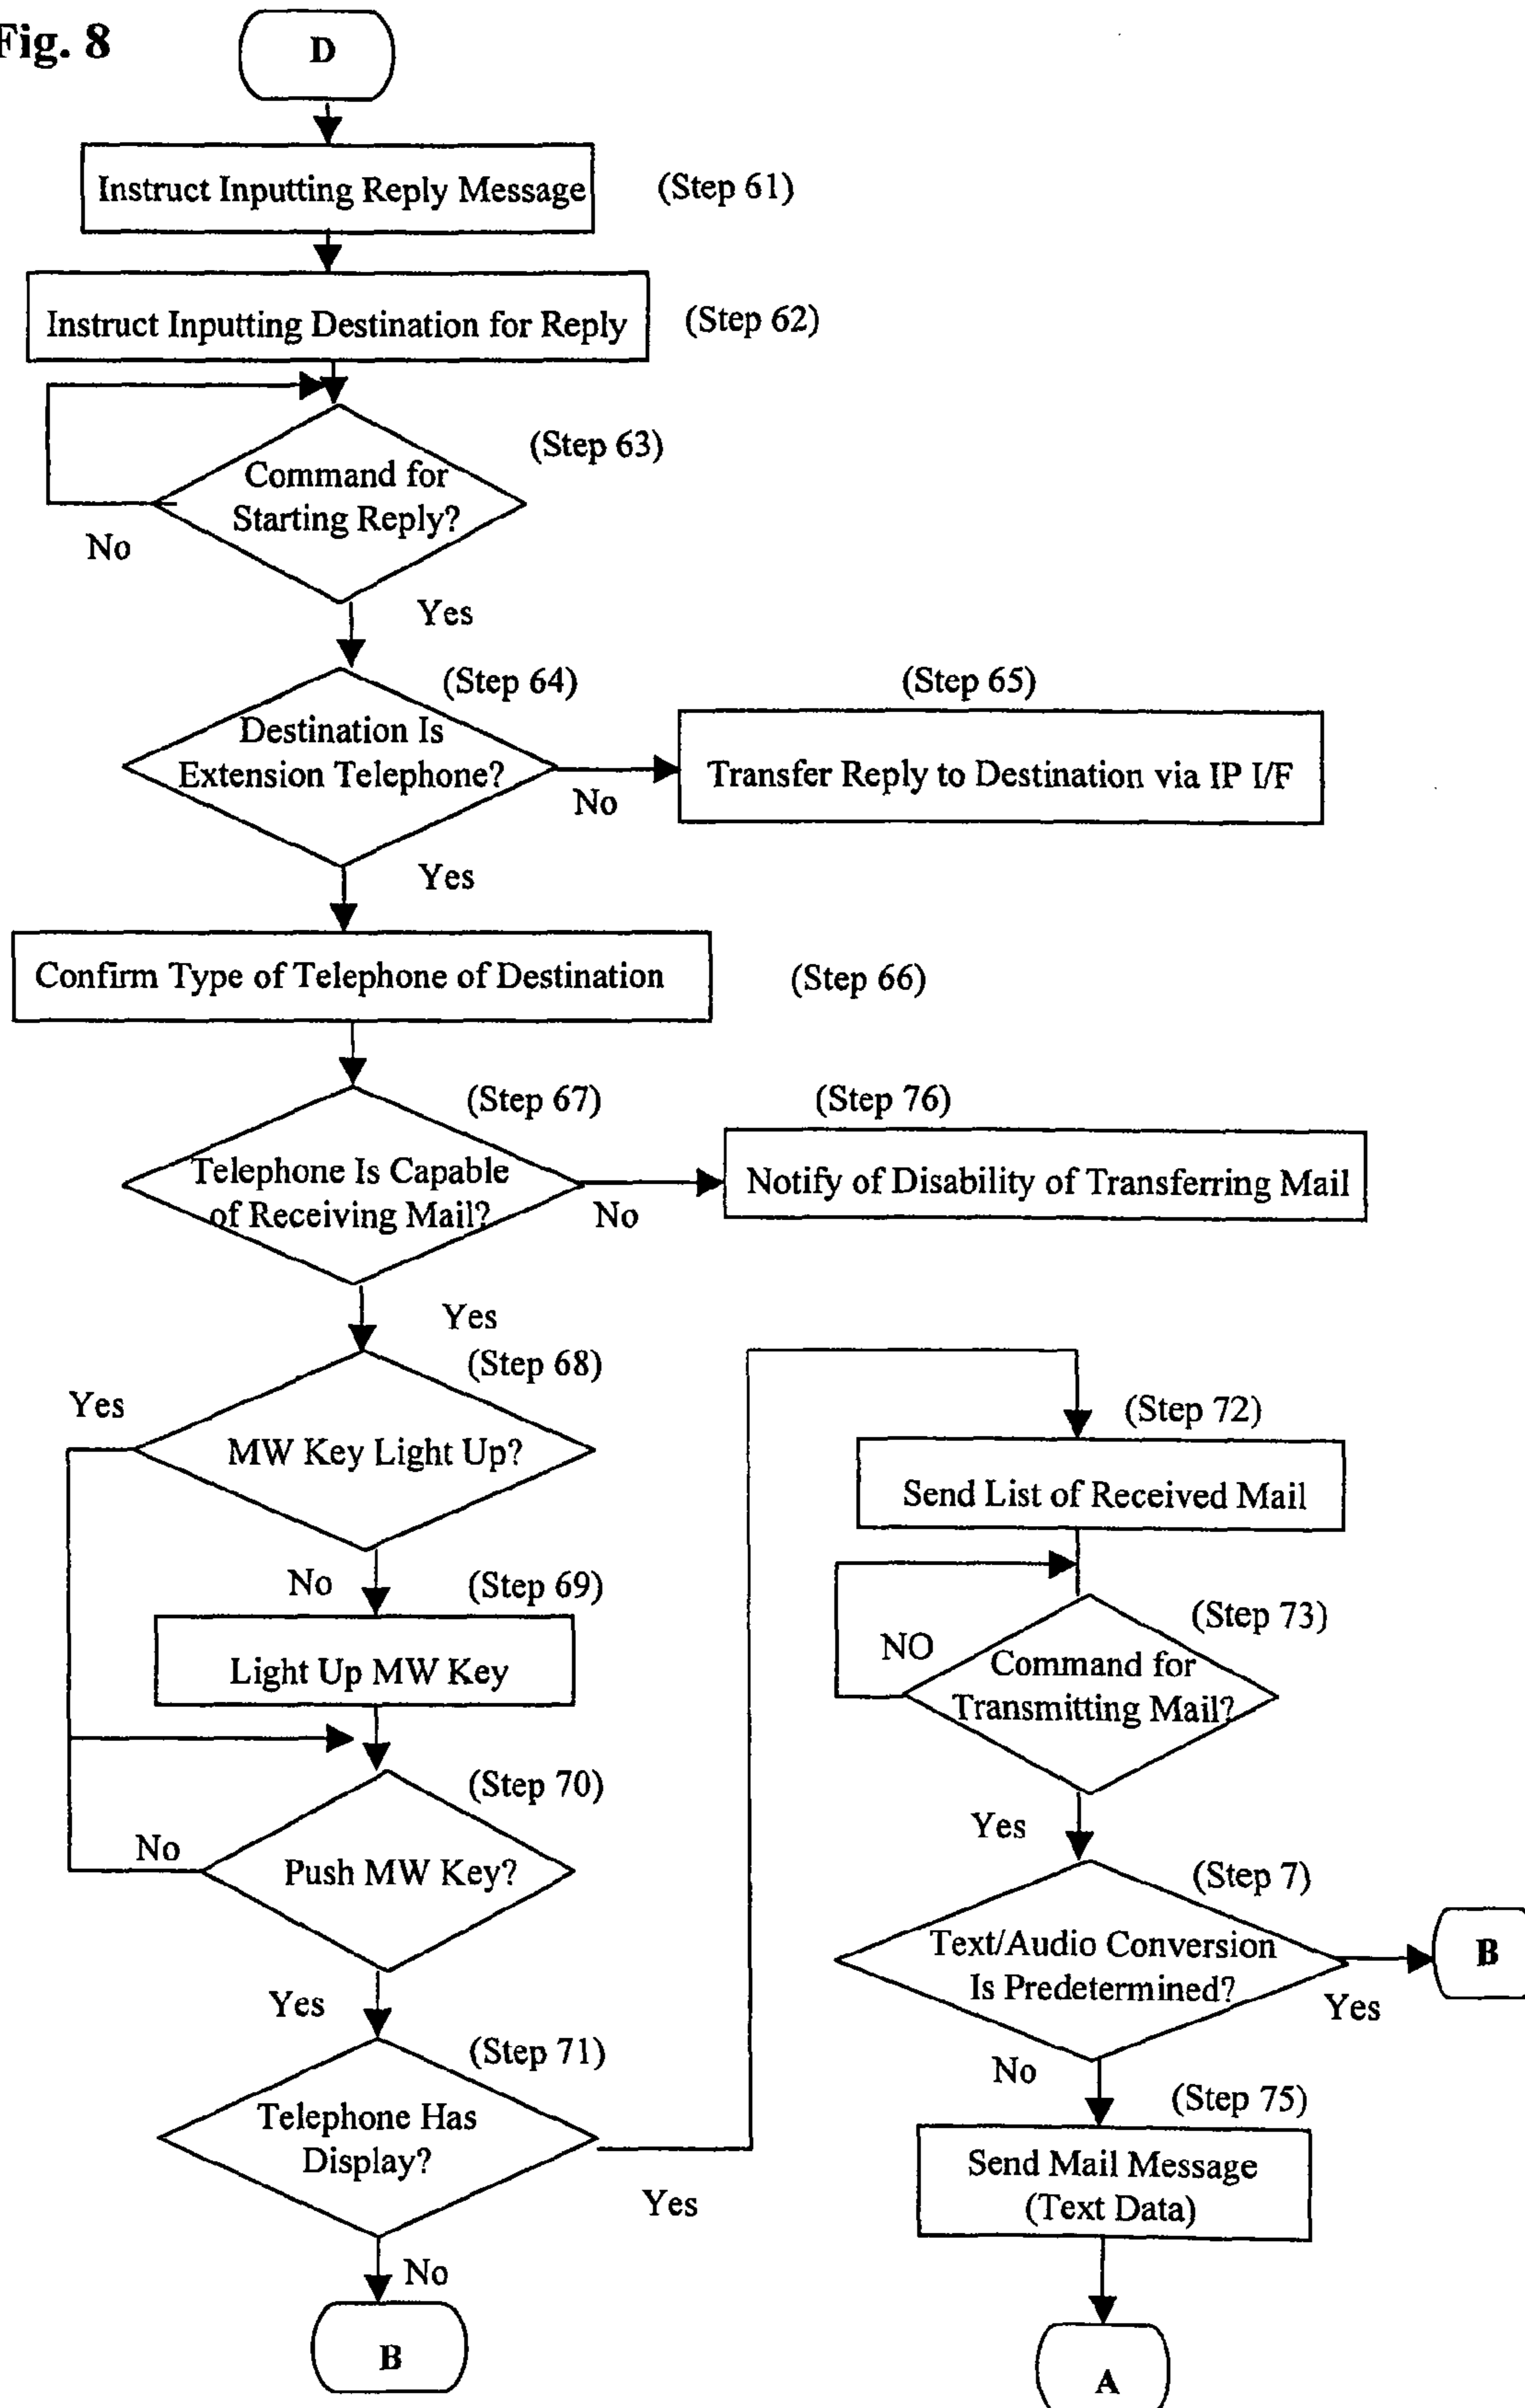 Fig. 8
D
Instruct Inputting Reply Message
(Step 61)
Instruct Inputting Destination for Reply
(Step 62)
(Step 63)
Command for
Starting Reply?
No
Yes
(Step 64)
Destination Is
Extension Telephone?
No
(Step 65)
Transfer Reply to Destination via IP I/F
Yes
Confirm Type of Telephone of Destination
(Step 66)
(Step 67)
Telephone Is Capable
of Receiving Mail?
No
(Step 76)
Notify of Disability of Transferring Mail
Yes
(Step 68)
Yes
MW Key Light Up?
No
(Step 69)
Light Up MW Key
(Step 70)
No
Push MW Key?
Yes
(Step 71)
Telephone Has
Display?
Yes
No
B
(Step 72)
Send List of Received Mail
(Step 73)
NO
Command for
Transmitting Mail?
Yes
(Step 7)
Text/Audio Conversion
Is Predetermined?
Yes
B
No
(Step 75)
Send Mail Message
(Text Data)
A